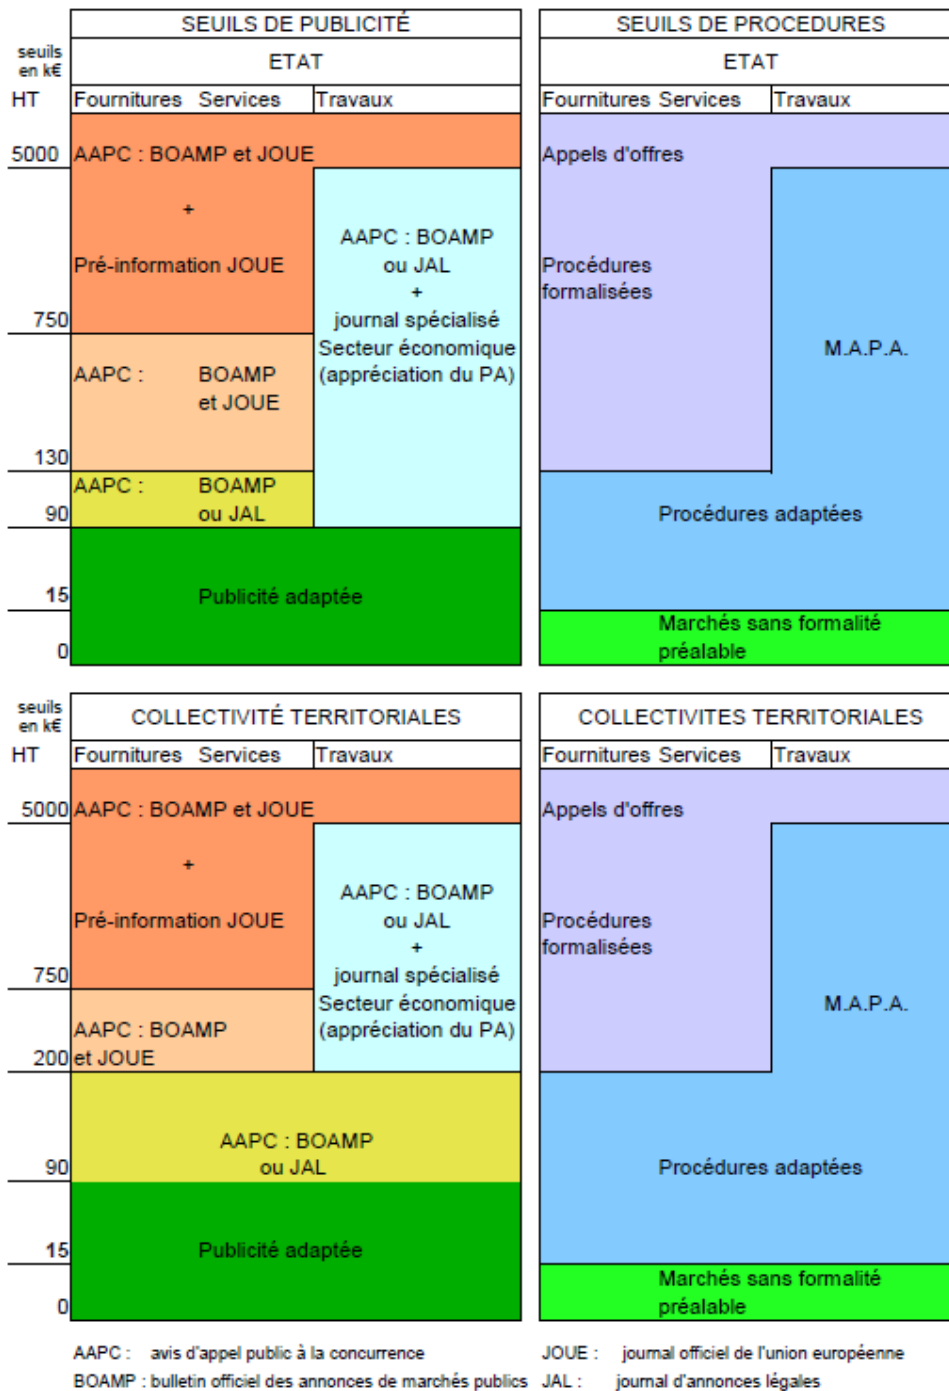 SEUILS DE PUBLICITÉ
SEUILS DE PROCEDURES
seuils
en k€
HT
ETAT
ETAT
Fournitures Services Travaux
Fournitures Services Travaux
5000
AAPC : BOAMP et JOUE
+
Pré-information JOUE
AAPC : BOAMP
ou JAL
+
journal spécialisé
Secteur économique
(appréciation du PA)
750
AAPC : BOAMP
et JOUE
130
AAPC : BOAMP
ou JAL
90
Publicité adaptée
15
0
Appels d'offres
Procédures
formalisées
M.A.P.A.
Procédures adaptées
Marchés sans formalité
préalable
seuils
en k€
HT
COLLECTIVITÉ TERRITORIALES
COLLECTIVITES TERRITORIALES
Fournitures Services Travaux
Fournitures Services Travaux
5000
AAPC : BOAMP et JOUE
+
Pré-information JOUE
AAPC : BOAMP
ou JAL
+
journal spécialisé
Secteur économique
(appréciation du PA)
750
AAPC : BOAMP
et JOUE
200
AAPC : BOAMP
ou JAL
90
Publicité adaptée
15
0
Appels d'offres
Procédures
formalisées
M.A.P.A.
Procédures adaptées
Marchés sans formalité
préalable
AAPC : avis d'appel public à la concurrence
JOUE : journal officiel de l'union européenne
BOAMP : bulletin officiel des annonces de marchés publics
JAL : journal d'annonces légales